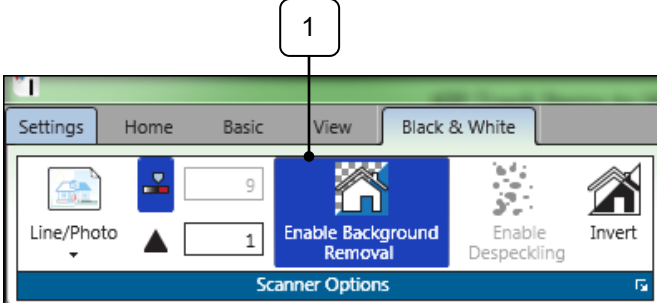 1
Settings Home Basic View Black & White
9
Line/Photo 1 Enable Background Enable Invert
Removal Despeckling
Scanner Options